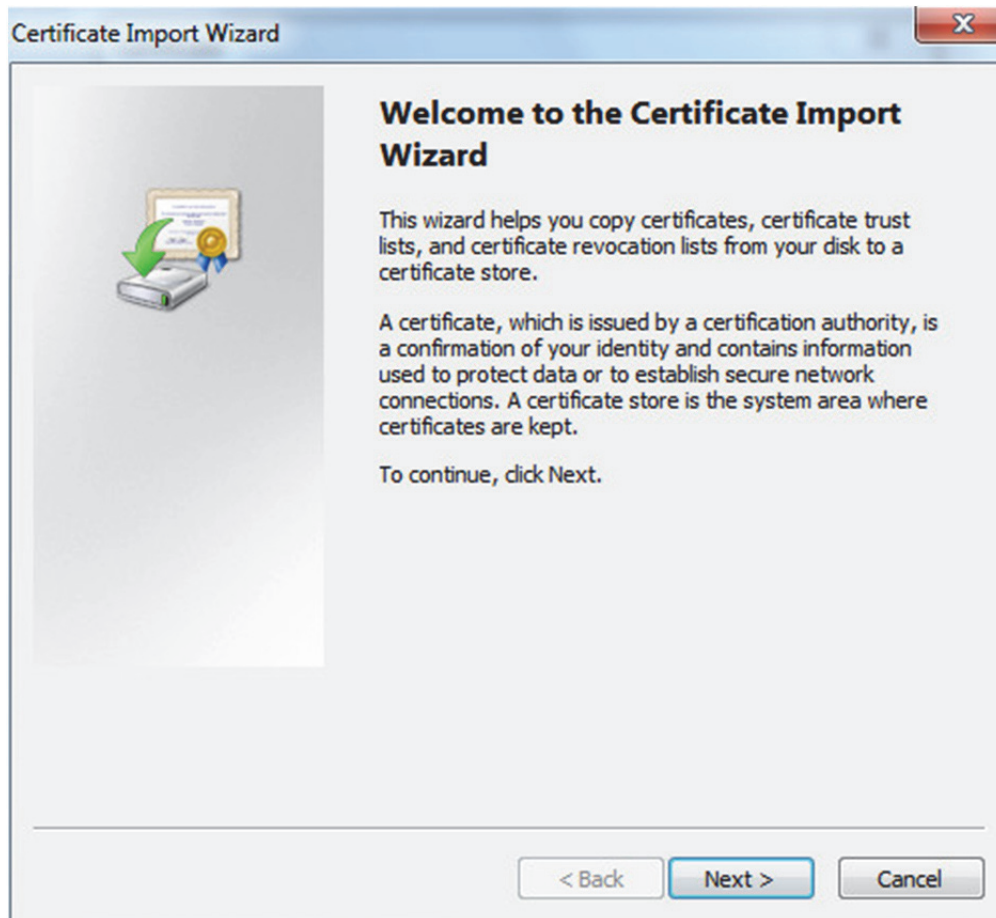 Certificate Import Wizard
Welcome to the Certificate Import
Wizard
This wizard helps you copy certificates, certificate trust
lists, and certificate revocation lists from your disk to a
certificate store.
A certificate, which is issued by a certification authority, is
a confirmation of your identity and contains information
used to protect data or to establish secure network
connections. A certificate store is the system area where
certificates are kept.
To continue, click Next.
< Back
Next >
Cancel